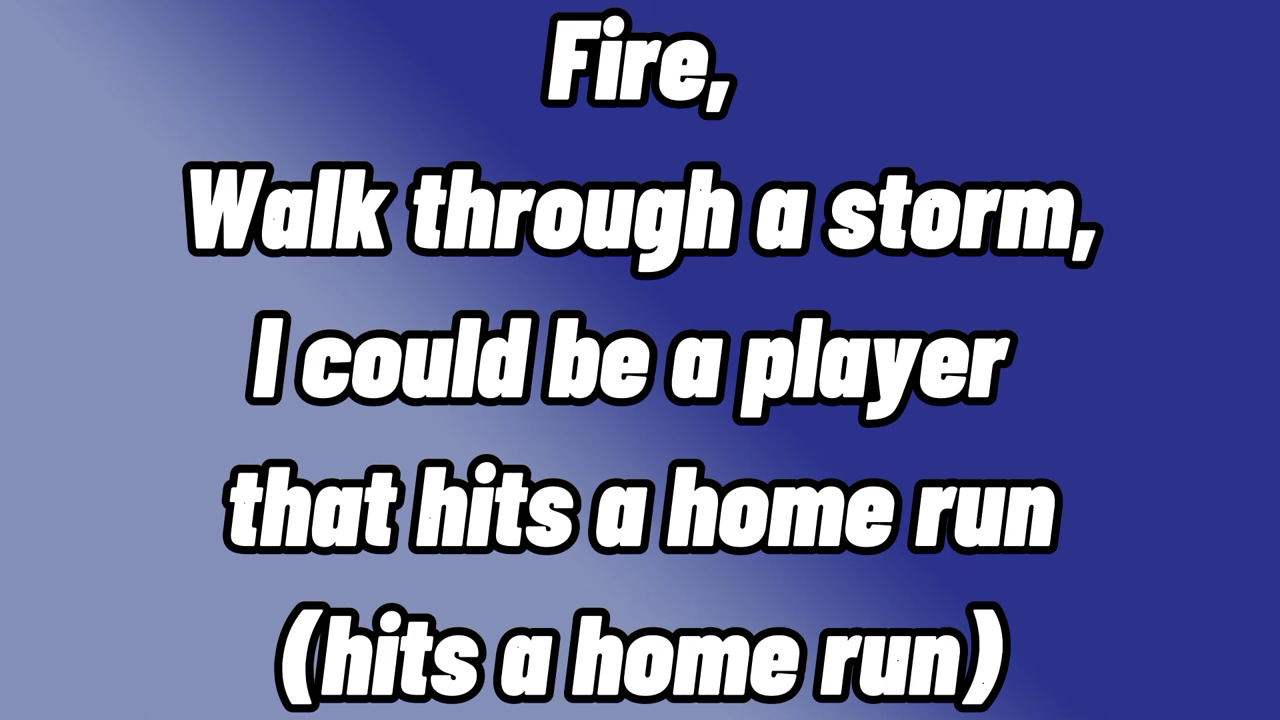 Fire,
Walk through a storm,
I could be a player
that hits a home run
(hits a home run)